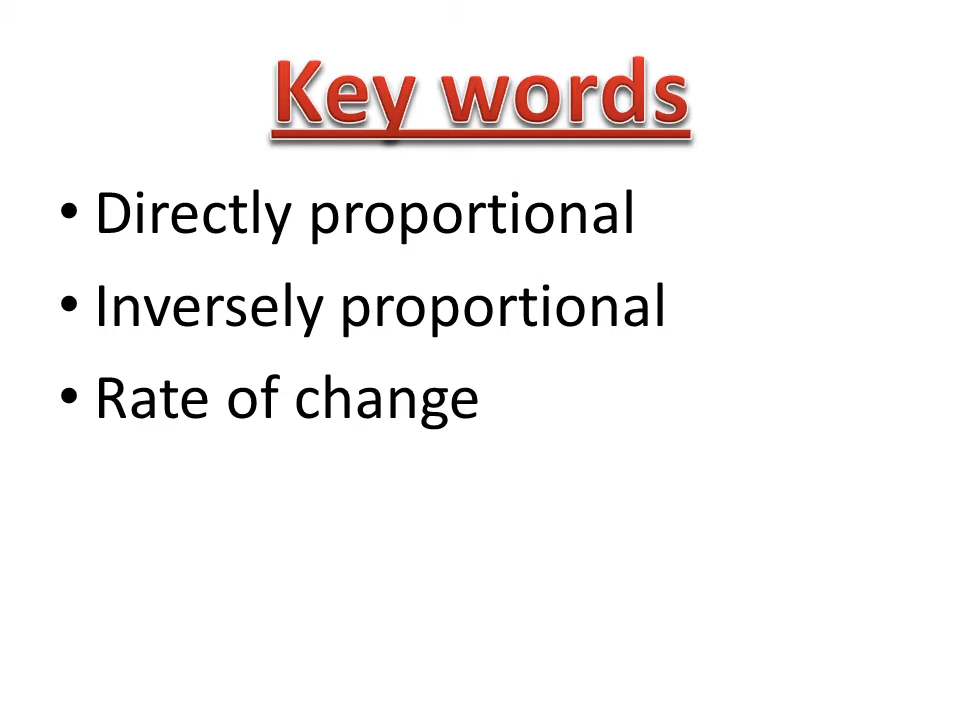 Key words
• Directly proportional
• Inversely proportional
• Rate of change